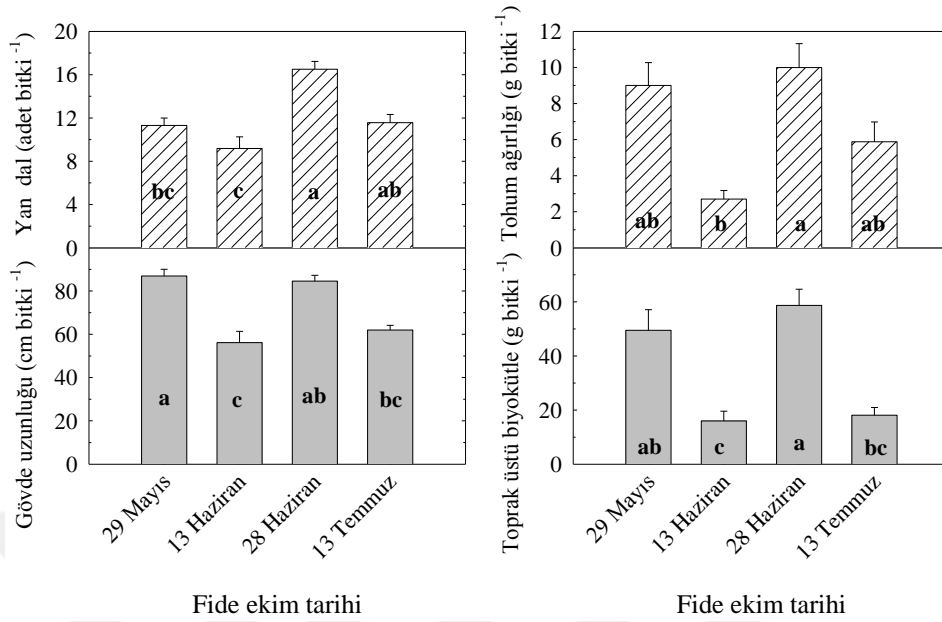 Yan dal (adet bitki -1)
20
16
12
8
4
0
bc
c
a
ab
Gövde uzunluğu (cm bitki -1)
80
60
40
20
0
a
c
ab
bc
29 Mayıs
13 Haziran
28 Haziran
13 Temmuz
Fide ekim tarihi
Tohum ağırlığı (g bitki -1)
12
10
8
6
4
2
0
ab
b
a
ab
Toprak üstü biyokütle (g bitki -1)
60
40
20
0
ab
c
a
bc
29 Mayıs
13 Haziran
28 Haziran
13 Temmuz
Fide ekim tarihi